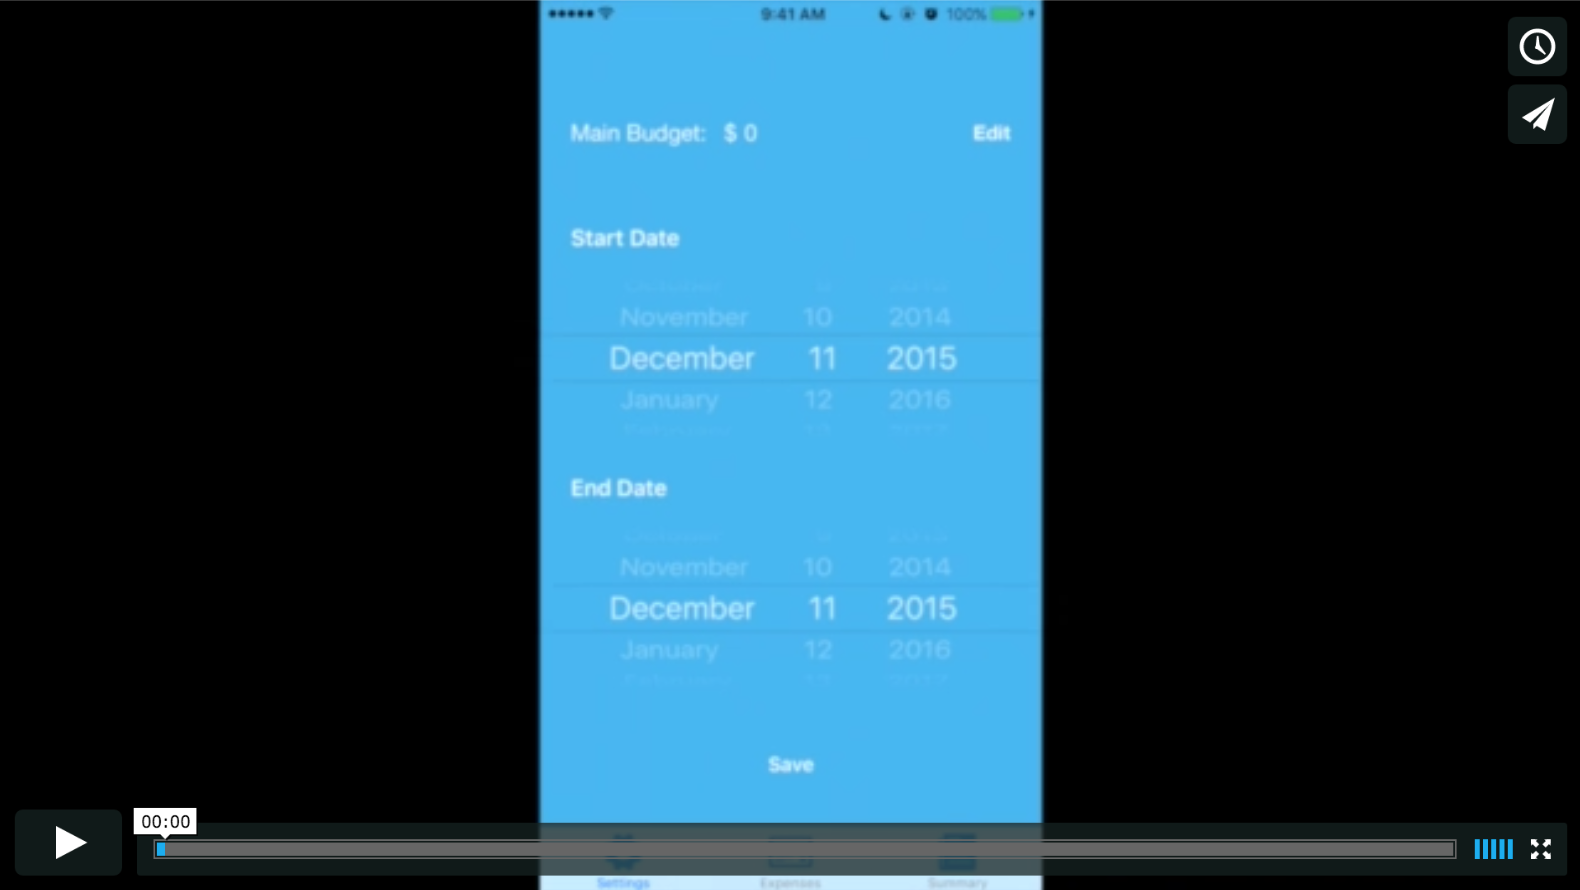 9:41 AM 100%
Main Budget: $ 0 Edit
Start Date
November 10 2014
December 11 2015
January 12 2016
End Date
November 10 2014
December 11 2015
January 12 2016
Save
00:00
Settings Expenses Summary